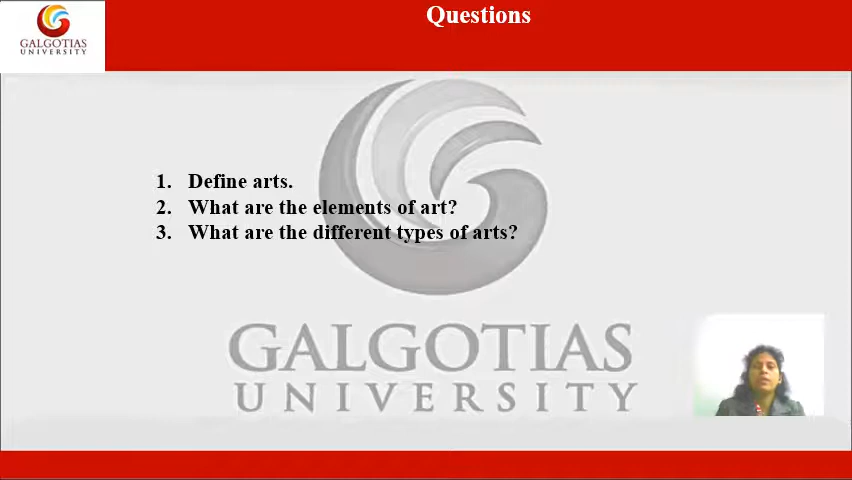 Questions
GALGOTIAS
UNIVERSITY
1. Define arts.
2. What are the elements of art?
3. What are the different types of arts?
GALGOTIAS
UNIVERSITY